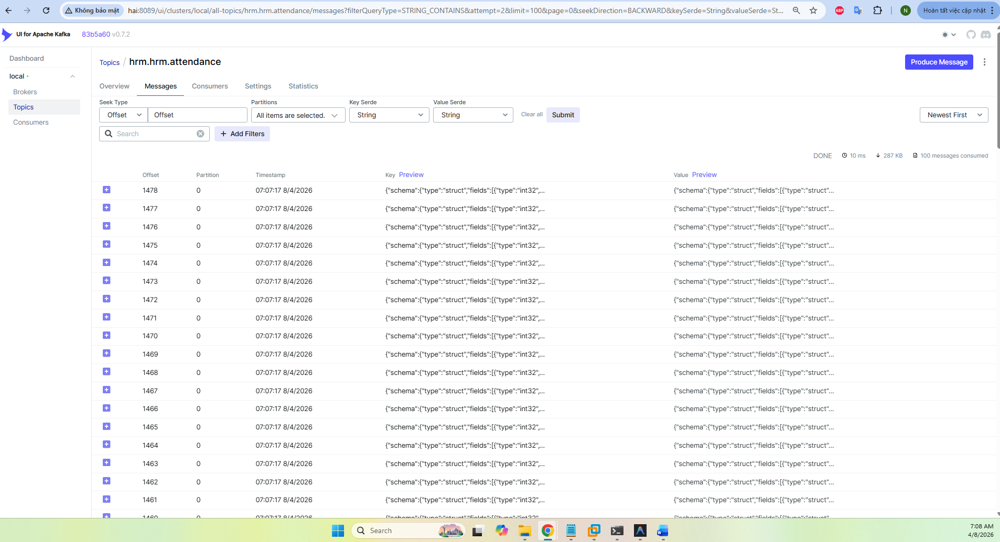 Không bảo mật
hai:8089/ui/clusters/local/all-topics/hrm.hrm.attendance/messages?filterQueryType=STRING_CONTAINS&attempt=2&limit=100&page=0&seekDirection=BACKWARD&keySerde=String&valueSerde=St...
ABP
N
Hoàn tất việc cập nhật
UI for Apache Kafka 83b5a60 v0.7.2
Dashboard
local
Brokers
Topics
Consumers
Topics / hrm.hrm.attendance
Produce Message
Overview Messages Consumers Settings Statistics
Seek Type Partitions Key Serde Value Serde
Offset Offset All items are selected. String String Clear all Submit Newest First
Search + Add Filters
DONE 10 ms 287 KB 100 messages consumed
Offset Partition Timestamp Key Preview Value Preview
1478 0 07:07:17 8/4/2026 {"schema":{"type":"struct","fields":[{"type":"int32",... {"schema":{"type":"struct","fields":[{"type":"struct"...
1477 0 07:07:17 8/4/2026 {"schema":{"type":"struct","fields":[{"type":"int32",... {"schema":{"type":"struct","fields":[{"type":"struct"...
1476 0 07:07:17 8/4/2026 {"schema":{"type":"struct","fields":[{"type":"int32",... {"schema":{"type":"struct","fields":[{"type":"struct"...
1475 0 07:07:17 8/4/2026 {"schema":{"type":"struct","fields":[{"type":"int32",... {"schema":{"type":"struct","fields":[{"type":"struct"...
1474 0 07:07:17 8/4/2026 {"schema":{"type":"struct","fields":[{"type":"int32",... {"schema":{"type":"struct","fields":[{"type":"struct"...
1473 0 07:07:17 8/4/2026 {"schema":{"type":"struct","fields":[{"type":"int32",... {"schema":{"type":"struct","fields":[{"type":"struct"...
1472 0 07:07:17 8/4/2026 {"schema":{"type":"struct","fields":[{"type":"int32",... {"schema":{"type":"struct","fields":[{"type":"struct"...
1471 0 07:07:17 8/4/2026 {"schema":{"type":"struct","fields":[{"type":"int32",... {"schema":{"type":"struct","fields":[{"type":"struct"...
1470 0 07:07:17 8/4/2026 {"schema":{"type":"struct","fields":[{"type":"int32",... {"schema":{"type":"struct","fields":[{"type":"struct"...
1469 0 07:07:17 8/4/2026 {"schema":{"type":"struct","fields":[{"type":"int32",... {"schema":{"type":"struct","fields":[{"type":"struct"...
1468 0 07:07:17 8/4/2026 {"schema":{"type":"struct","fields":[{"type":"int32",... {"schema":{"type":"struct","fields":[{"type":"struct"...
1467 0 07:07:17 8/4/2026 {"schema":{"type":"struct","fields":[{"type":"int32",... {"schema":{"type":"struct","fields":[{"type":"struct"...
1466 0 07:07:17 8/4/2026 {"schema":{"type":"struct","fields":[{"type":"int32",... {"schema":{"type":"struct","fields":[{"type":"struct"...
1465 0 07:07:17 8/4/2026 {"schema":{"type":"struct","fields":[{"type":"int32",... {"schema":{"type":"struct","fields":[{"type":"struct"...
1464 0 07:07:17 8/4/2026 {"schema":{"type":"struct","fields":[{"type":"int32",... {"schema":{"type":"struct","fields":[{"type":"struct"...
1463 0 07:07:17 8/4/2026 {"schema":{"type":"struct","fields":[{"type":"int32",... {"schema":{"type":"struct","fields":[{"type":"struct"...
1462 0 07:07:17 8/4/2026 {"schema":{"type":"struct","fields":[{"type":"int32",... {"schema":{"type":"struct","fields":[{"type":"struct"...
1461 0 07:07:17 8/4/2026 {"schema":{"type":"struct","fields":[{"type":"int32",... {"schema":{"type":"struct","fields":[{"type":"struct"...
Search
7:08 AM
4/8/2026